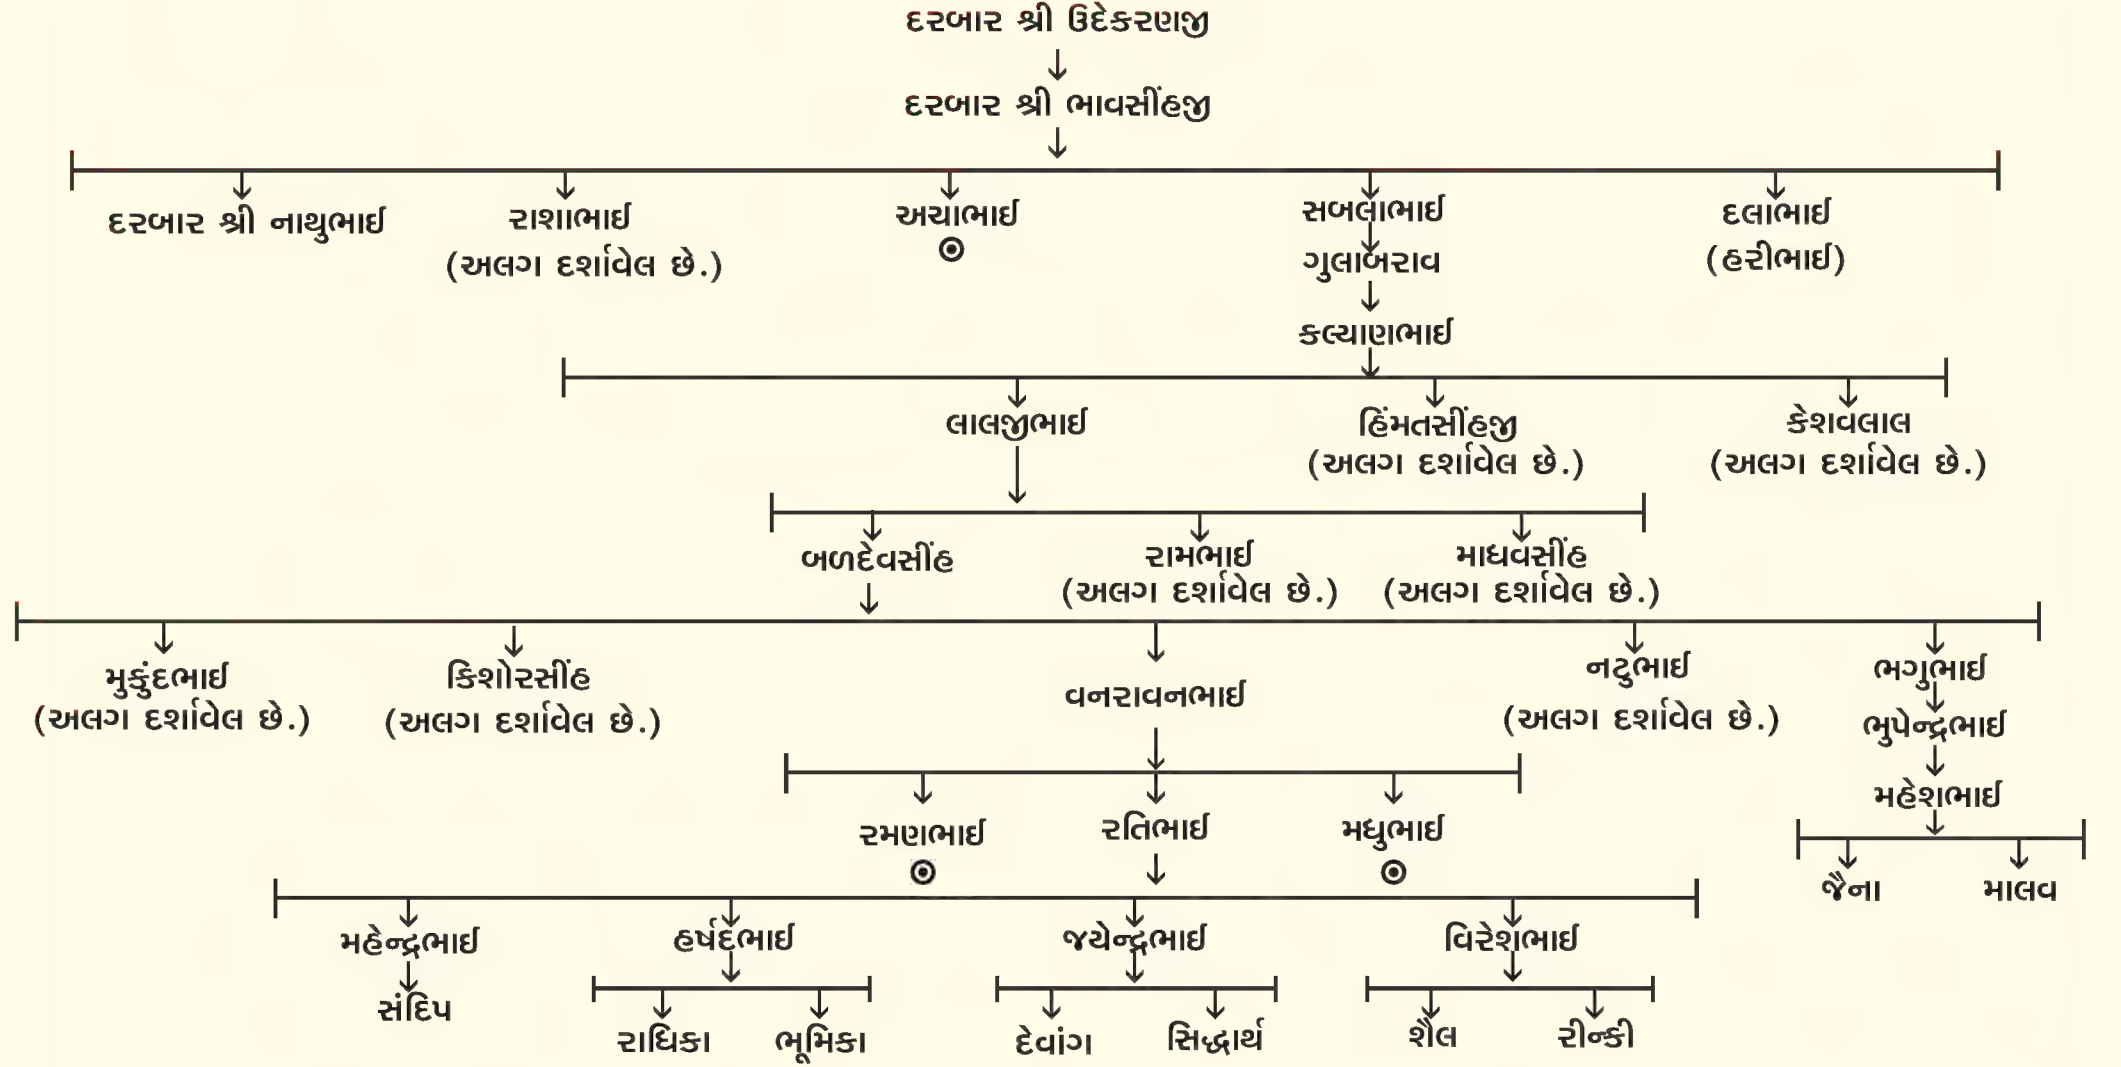 દરબાર શ્રી ઉદેકરણજી
દરબાર શ્રી ભાવસીંહજી
દરબાર શ્રી નાથુભાઈ રાશાભાઈ અચાભાઈ સબલાભાઈ દલાભાઈ
(અલગ દર્શાવેલ છે.) ગુલાબરાવ (હરીભાઈ)
કલ્યાણભાઈ
લાલજીભાઈ હિંમતસીંહજી કેશવલાલ
(અલગ દર્શાવેલ છે.) (અલગ દર્શાવેલ છે.)
બળદેવસીંહ રામભાઈ માધવસીંહ
(અલગ દર્શાવેલ છે.) (અલગ દર્શાવેલ છે.)
મુકુંદભાઈ કિશોરસીંહ વનરાવનભાઈ નટુભાઈ ભગુભાઈ
(અલગ દર્શાવેલ છે.) (અલગ દર્શાવેલ છે.) (અલગ દર્શાવેલ છે.) ભુપેન્દ્રભાઈ
મહેશભાઈ
રમણભાઈ રતિભાઈ મધુભાઈ
જૈના માલવ
મહેન્દ્રભાઈ હર્ષદભાઈ જયેન્દ્રભાઈ વિરેશભાઈ
સંદિપ
રાધિકા ભૂમિકા દેવાંગ સિદ્ધાર્થ શૈલ રીન્કી